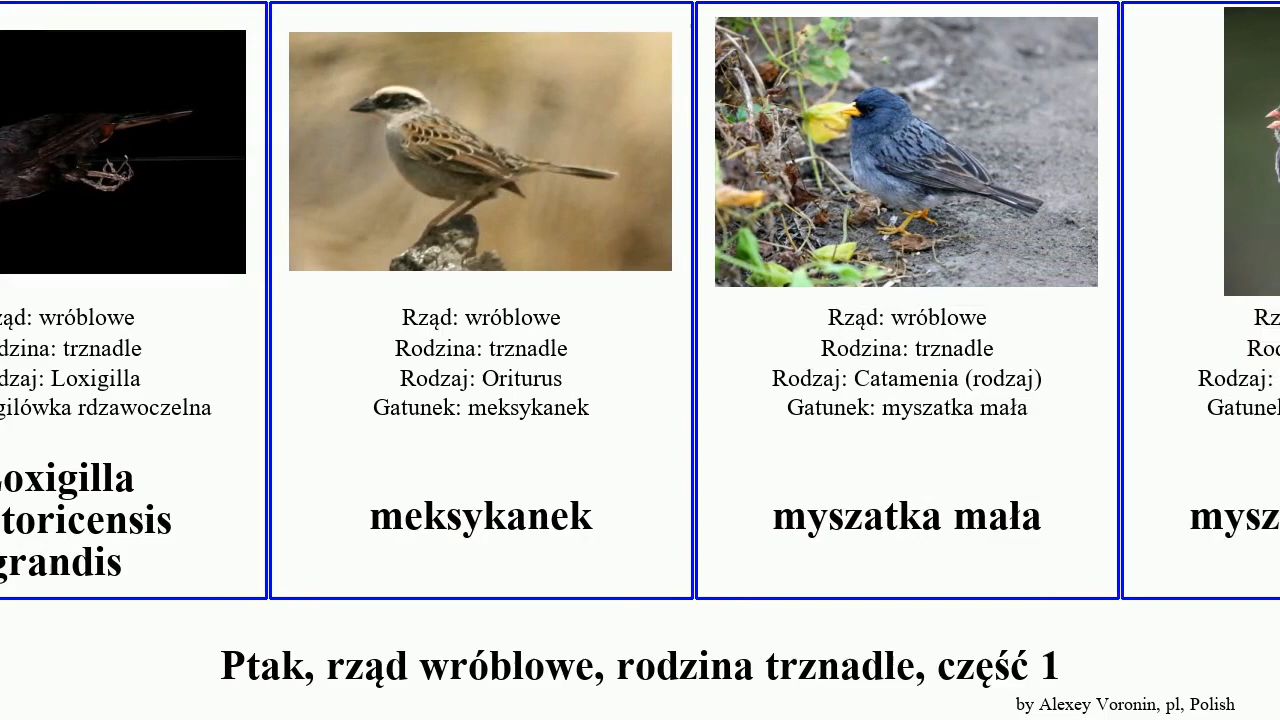 ząd: wróblowe
dzina: trznadle
dzaj: Loxigilla
gilówka rdzawoczelna
Loxigilla
toricensis
grandis
Rząd: wróblowe
Rodzina: trznadle
Rodzaj: Oriturus
Gatunek: meksykanek
meksykanek
Rząd: wróblowe
Rodzina: trznadle
Rodzaj: Catamenia (rodzaj)
Gatunek: myszatka mała
myszatka mała
Rz
Rod
Rodzaj:
Gatunek
mysz
Ptak, rząd wróblowe, rodzina trznadle, część 1
by Alexey Voronin, pl, Polish